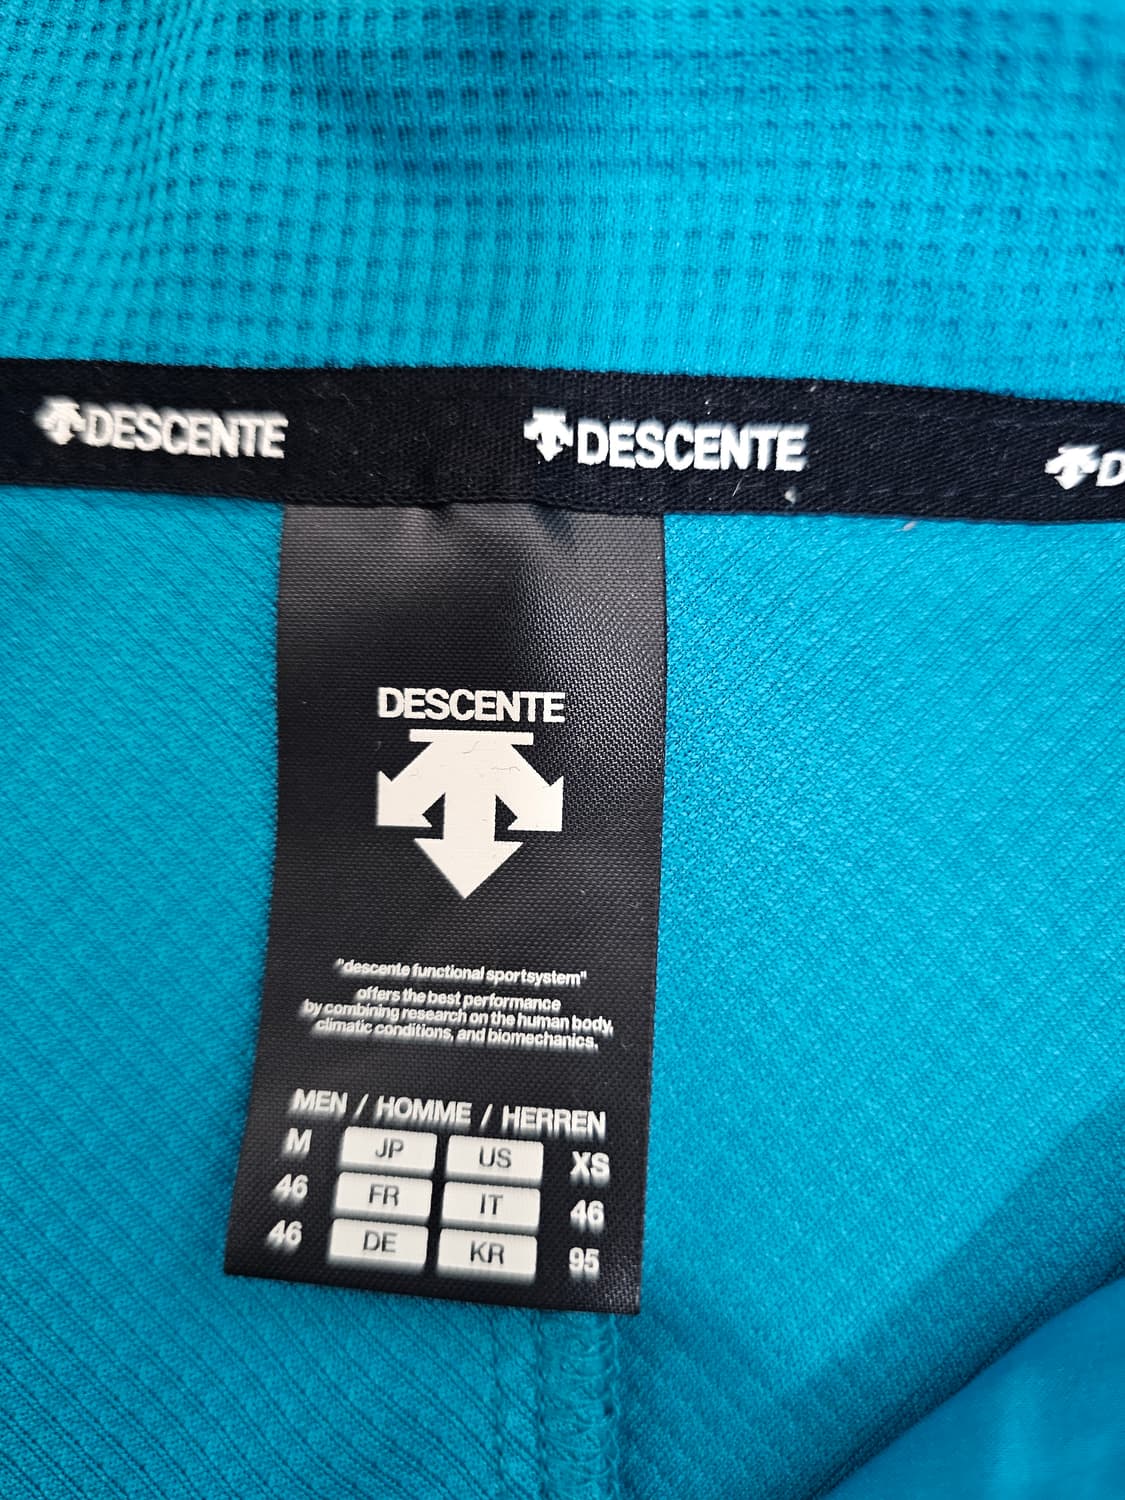 DESCENTE DESCENTE D
DESCENTE
"descente functional sportsystem"
offers the best performance
by combining research on the human body,
climatic conditions, and biomechanics.
MEN / HOMME / HERREN
M JP US XS
46 FR IT 46
46 DE KR 95